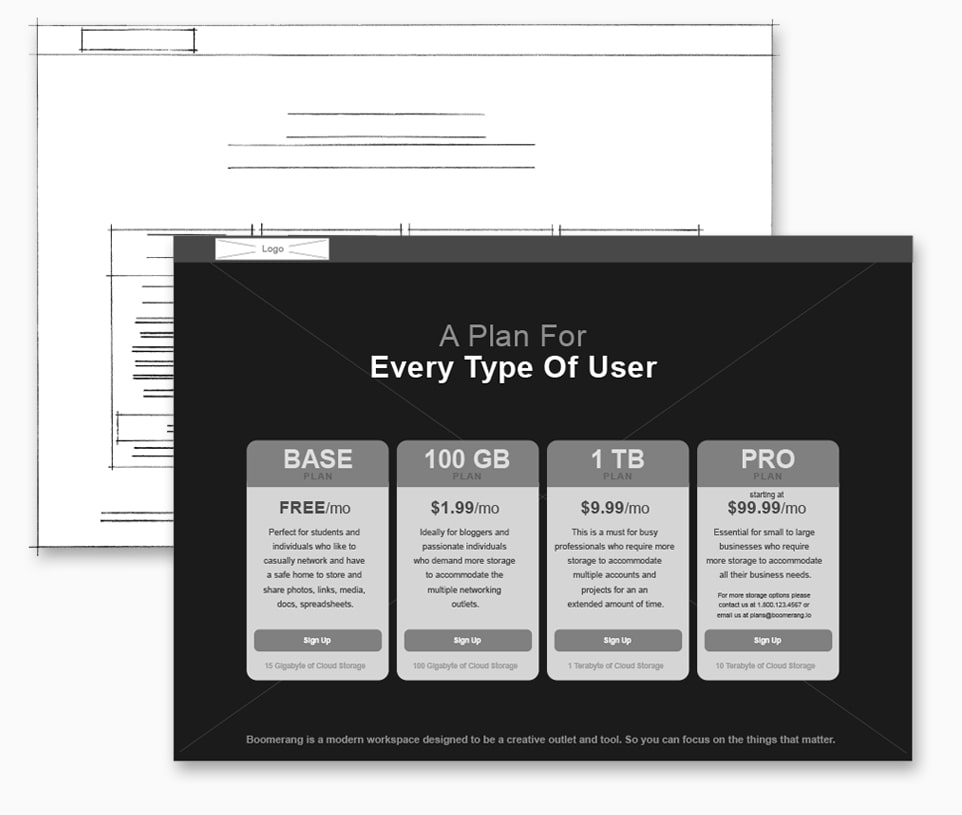 Logo
A Plan For
Every Type Of User
BASE
PLAN
FREE/mo
Perfect for students and
individuals who like to
casually network and have
a safe home to store and
share photos, links, media,
docs, spreadsheets.
Sign Up
15 Gigabyte of Cloud Storage
100 GB
PLAN
$1.99/mo
Ideally for bloggers and
passionate individuals
who demand more storage
to accommodate the
multiple networking
outlets.
Sign Up
100 Gigabyte of Cloud Storage
1 TB
PLAN
$9.99/mo
This is a must for busy
professionals who require more
storage to accommodate
multiple accounts and
projects for an an
extended amount of time.
Sign Up
1 Terabyte of Cloud Storage
PRO
PLAN
starting at
$99.99/mo
Essential for small to large
businesses who require
more storage to accommodate
all their business needs.
For more storage options please
contact us at 1.800.123.4567 or
email us at plans@boomerang.io
Sign Up
10 Terabyte of Cloud Storage
Boomerang is a modern workspace designed to be a creative outlet and tool. So you can focus on the things that matter.